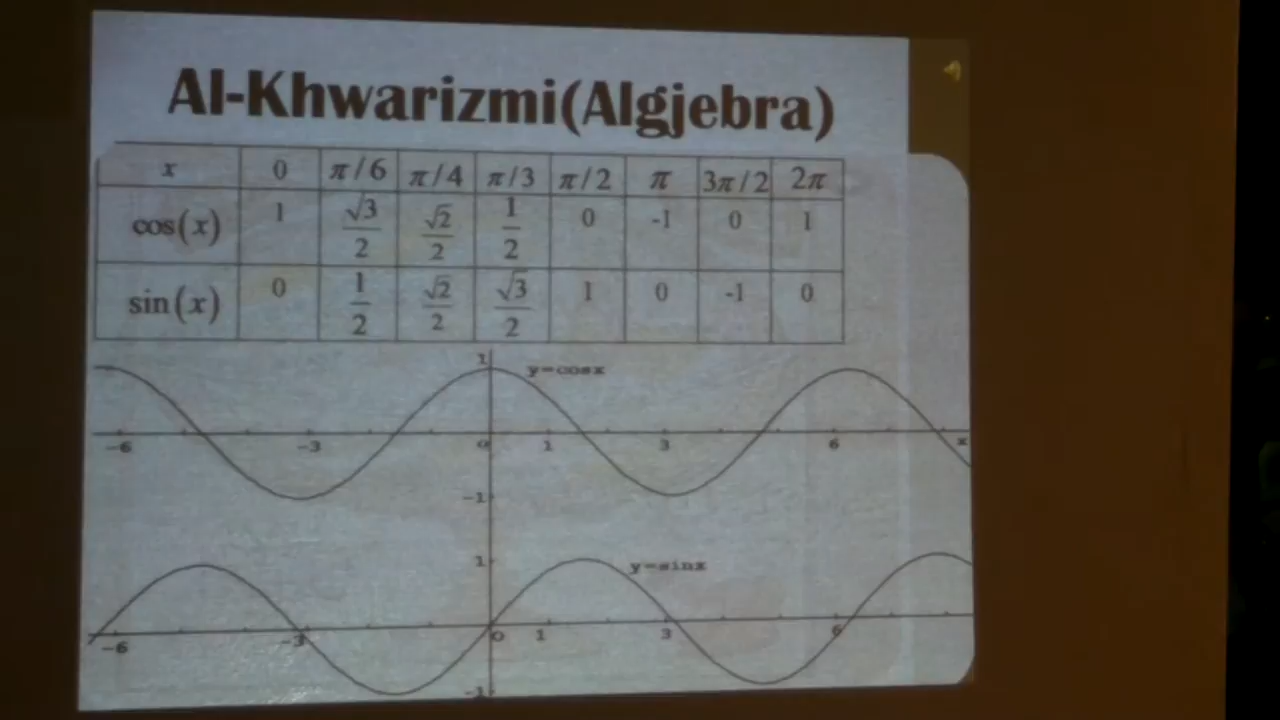 Al-Khwarizmi(Algjebra)
x 0 π/6 π/4 π/3 π/2 π 3π/2 2π
cos(x) 1 √3/2 √2/2 1/2 0 -1 0 1
sin(x) 0 1/2 √2/2 √3/2 1 0 -1 0
1 y=cosx
-6 -3 0 1 3 6 x
-1
1 y=sinx
-6 -3 0 1 3 6
-1